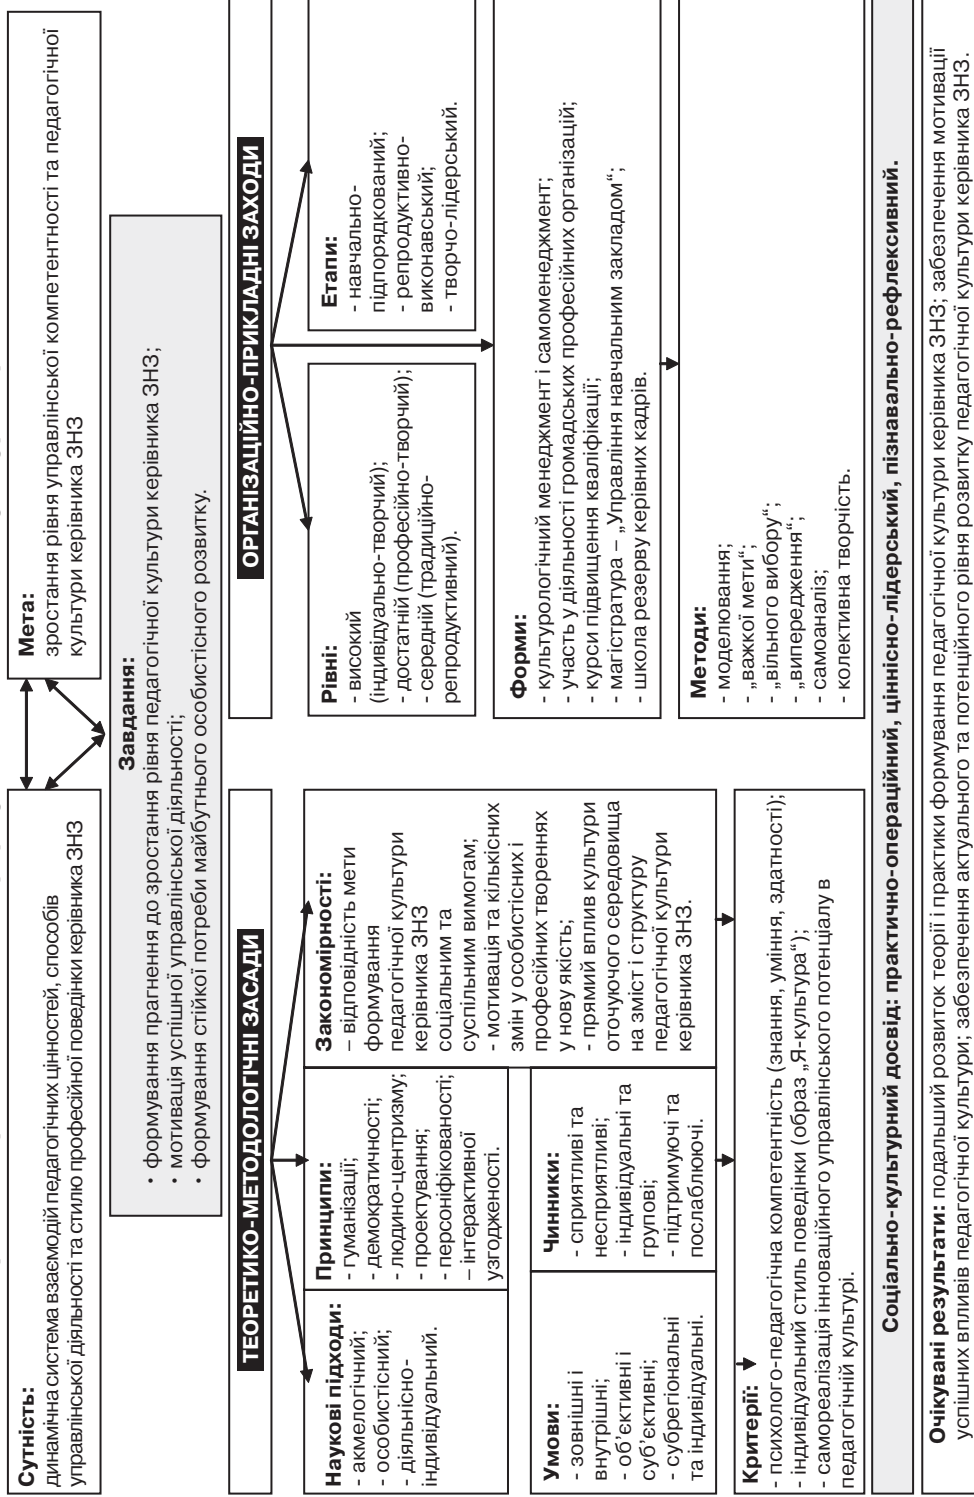 Сутність:
динамічна система взаємодій педагогічних цінностей, способів
управлінської діяльності та стилю професійної поведінки керівника ЗНЗ
Мета:
зростання рівня управлінської компетентності та педагогічної
культури керівника ЗНЗ
Завдання:
• формування прагнення до зростання рівня педагогічної культури керівника ЗНЗ;
• мотивація успішної управлінської діяльності;
• формування стійкої потреби майбутнього особистісного розвитку.
ТЕОРЕТИКО-МЕТОДОЛОГІЧНІ ЗАСАДИ
Наукові підходи:
- акмелогічний;
- особистісний;
- діяльнісно-
індивідуальний.
Принципи:
- гуманізації;
- демократичності;
- людино-центризму;
- проектування;
- персоніфікованості;
– інтерактивної
узгодженості.
Закономірності:
– відповідність мети
формування
педагогічної культури
керівника ЗНЗ
соціальним та
суспільним вимогам;
- мотивація та кількісних
змін у особистісних і
професійних твореннях
у нову якість;
- прямий вплив культури
оточуючого середовища
на зміст і структуру
педагогічної культури
керівника ЗНЗ.
Умови:
- зовнішні і
внутрішні;
- об’єктивні і
суб’єктивні;
- субрегіональні
та індивідуальні.
Чинники:
- сприятливі та
несприятливі;
- індивідуальні та
групові;
- підтримуючі та
послаблюючі.
Критерії:
- психолого-педагогічна компетентність (знання, уміння, здатності);
- індивідуальний стиль поведінки (образ „Я-культура“);
- самореалізація інноваційного управлінського потенціалу в
педагогічній культурі.
ОРГАНІЗАЦІЙНО-ПРИКЛАДНІ ЗАХОДИ
Рівні:
- високий
(індивідуально-творчий);
- достатній (професійно-творчий);
- середній (традиційно-
репродуктивний).
Етапи:
- навчально-
підпорядкований;
- репродуктивно-
виконавський;
- творчо-лідерський.
Форми:
- культурологічний менеджмент і самоменеджмент;
- участь у діяльності громадських професійних організацій;
- курси підвищення кваліфікації;
- магістратура – „Управління навчальним закладом“;
- школа резерву керівних кадрів.
Методи:
- моделювання;
- „важкої мети“;
- „вільного вибору“;
- „випередження“;
- самоаналіз;
- колективна творчість.
Соціально-культурний досвід: практично-операційний, ціннісно-лідерський, пізнавально-рефлексивний.
Очікувані результати: подальший розвиток теорії і практики формування педагогічної культури керівника ЗНЗ; забезпечення мотивації
успішних впливів педагогічної культури; забезпечення актуального та потенційного рівня розвитку педагогічної культури керівника ЗНЗ.